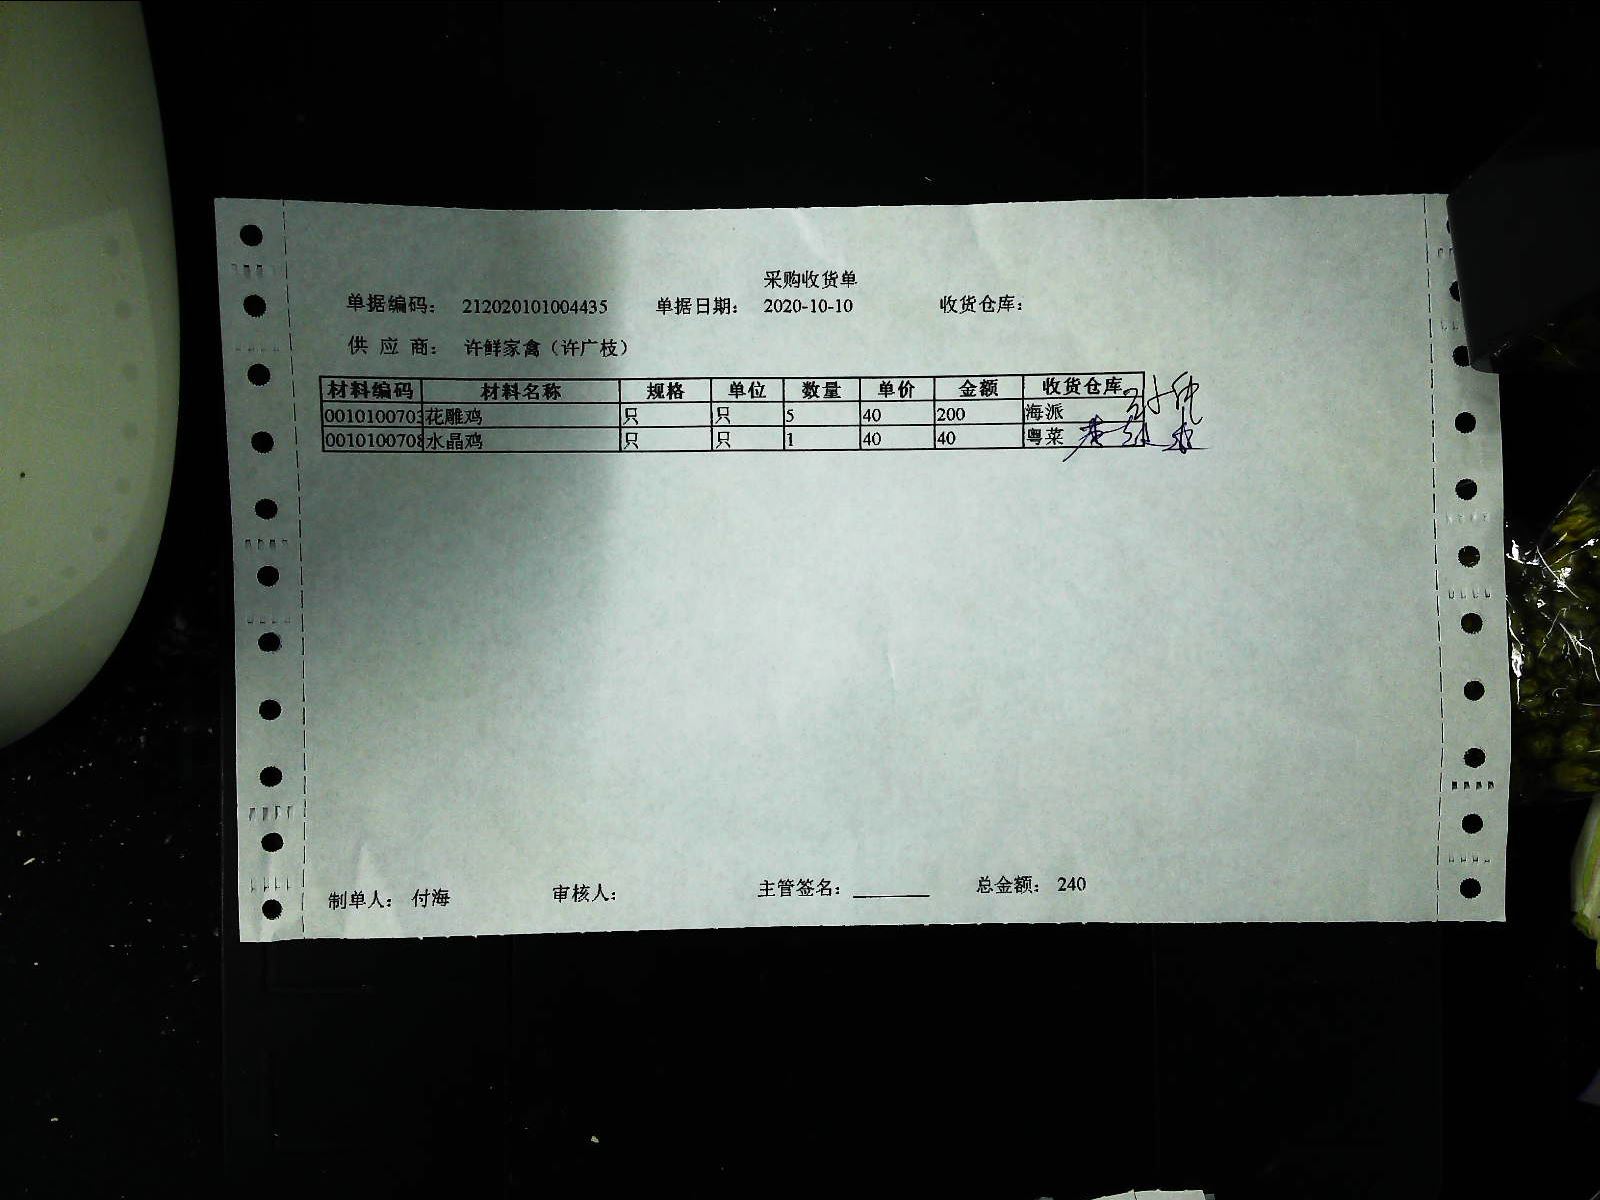 采购收货单
单据编码： 212020101004435 单据日期： 2020-10-10 收货仓库：
供 应 商： 许鲜家禽（许广枝）
材料编码 材料名称 规格 单位 数量 单价 金额 收货仓库
0010100703 花雕鸡 只 只 5 40 200 海派
0010100708 水晶鸡 只 只 1 40 40 粤菜
制单人： 付海 审核人： 主管签名： 总金额： 240